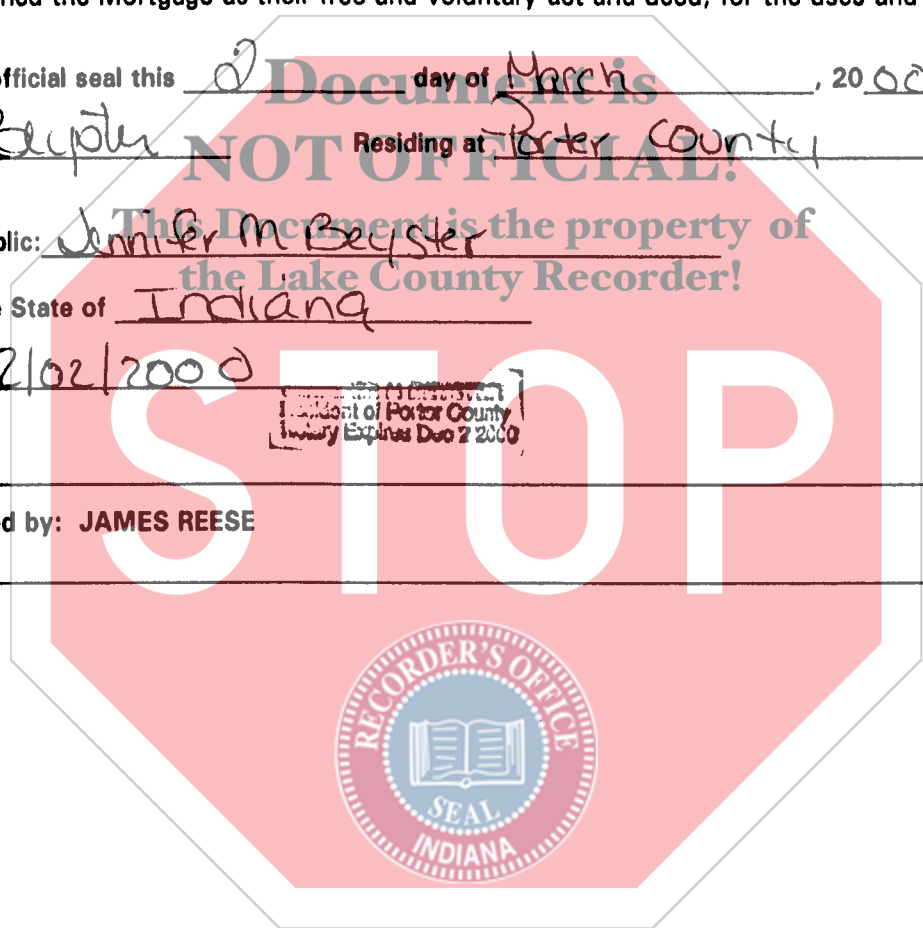 ned the Mortgage as their free and voluntary act and deed, for the uses and
official seal this 2 day of March , 20 00
Beyster Residing at Porter County
blic: Jennifer M Beyster
State of Indiana
2/02/2000
Resident of Porter County
Notary Expires Dec 2 2000
d by: JAMES REESE
Document is
NOT OFFICIAL!
This Document is the property of
the Lake County Recorder!
STOP
RECORDER'S OFFICE
SEAL
INDIANA